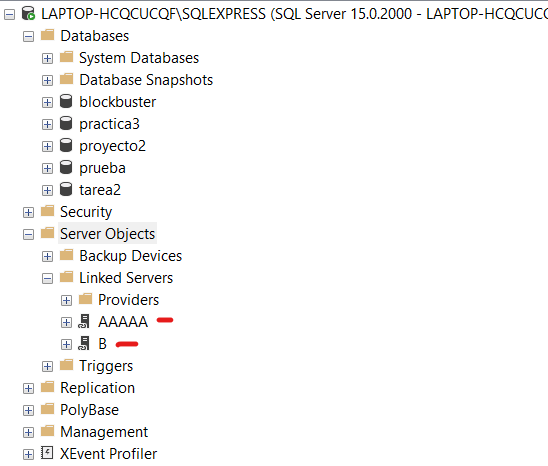 LAPTOP-HCQCUCQF\SQLEXPRESS (SQL Server 15.0.2000 - LAPTOP-HCQCUCQ
Databases
System Databases
Database Snapshots
blockbuster
practica3
proyecto2
prueba
tarea2
Security
Server Objects
Backup Devices
Linked Servers
Providers
AAAAA
B
Triggers
Replication
PolyBase
Management
XEvent Profiler